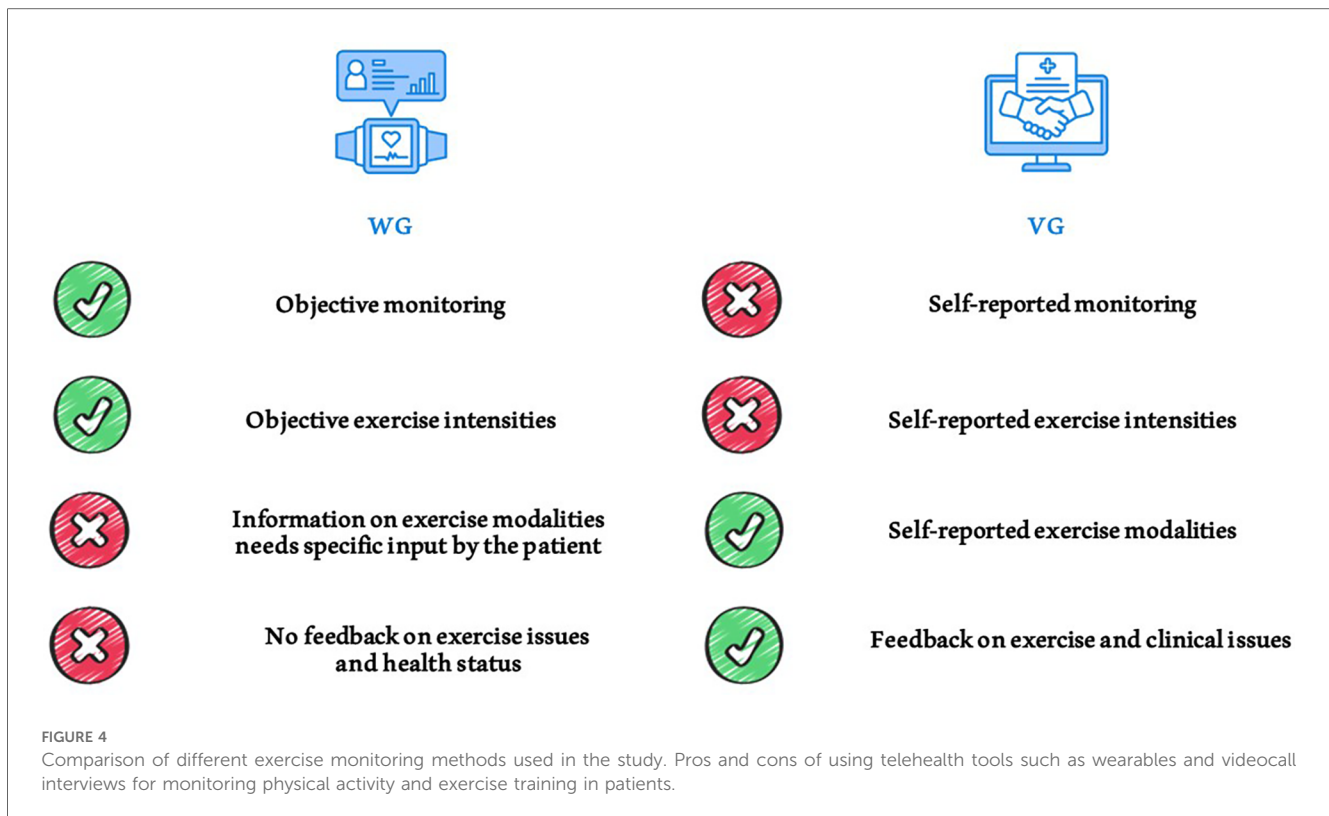 WG
VG
Objective monitoring
Self-reported monitoring
Objective exercise intensities
Self-reported exercise intensities
Information on exercise modalities
needs specific input by the patient
Self-reported exercise modalities
No feedback on exercise issues
and health status
Feedback on exercise and clinical issues
FIGURE 4
Comparison of different exercise monitoring methods used in the study. Pros and cons of using telehealth tools such as wearables and videocall
interviews for monitoring physical activity and exercise training in patients.